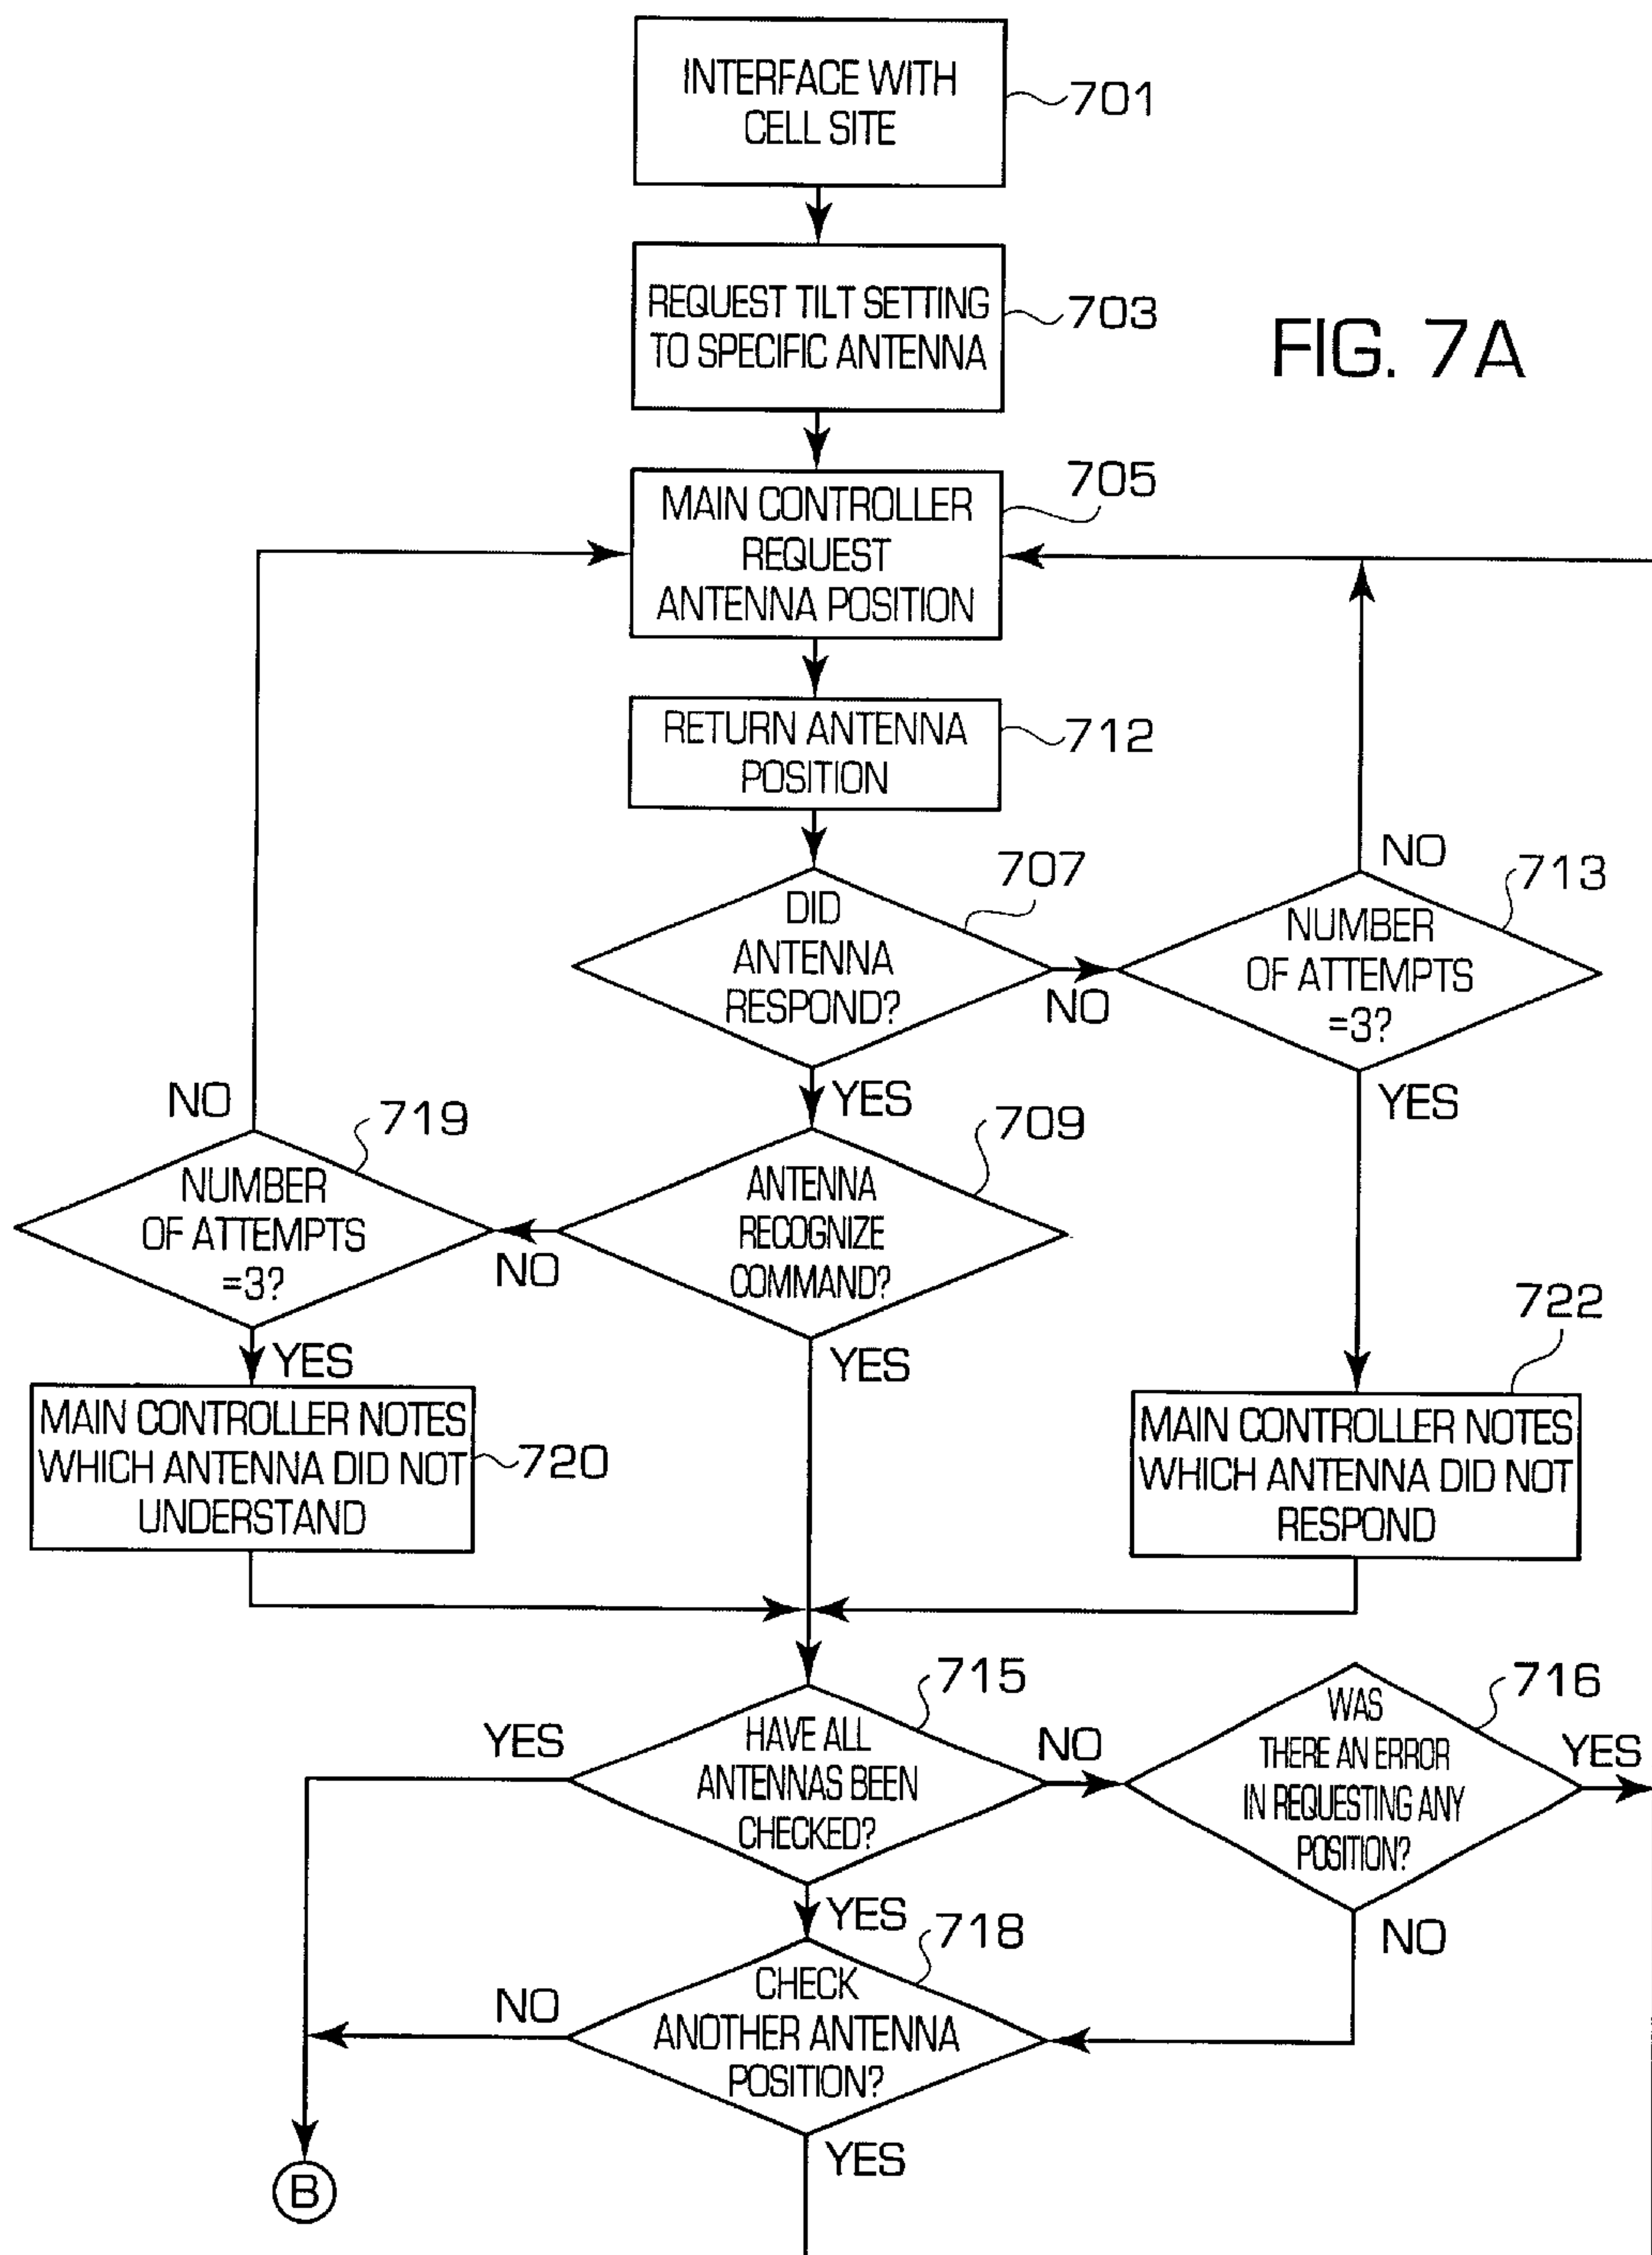 INTERFACE WITH
CELL SITE
701
REQUEST TILT SETTING
TO SPECIFIC ANTENNA
703
FIG. 7A
MAIN CONTROLLER
REQUEST
ANTENNA POSITION
705
RETURN ANTENNA
POSITION
712
DID
ANTENNA
RESPOND?
707
NO
YES
NUMBER
OF ATTEMPTS
=3?
713
NO
YES
ANTENNA
RECOGNIZE
COMMAND?
709
NO
YES
NUMBER
OF ATTEMPTS
=3?
719
NO
YES
MAIN CONTROLLER NOTES
WHICH ANTENNA DID NOT
UNDERSTAND
720
MAIN CONTROLLER NOTES
WHICH ANTENNA DID NOT
RESPOND
722
HAVE ALL
ANTENNAS BEEN
CHECKED?
715
YES
NO
YES
WAS
THERE AN ERROR
IN REQUESTING ANY
POSITION?
716
YES
NO
CHECK
ANOTHER ANTENNA
POSITION?
718
NO
YES
B